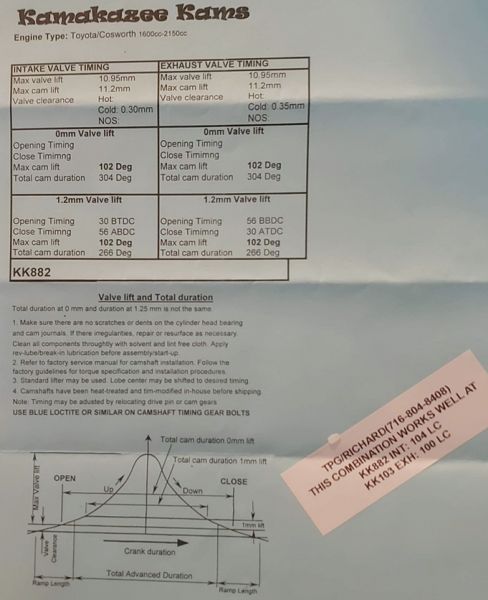 Kamakazee Kams
Engine Type: Toyota/Cosworth 1600cc-2150cc
INTAKE VALVE TIMING
Max valve lift 10.95mm
Max cam lift 11.2mm
Valve clearance Hot:
Cold: 0.30mm
NOS:
EXHAUST VALVE TIMING
Max valve lift 10.95mm
Max cam lift 11.2mm
Valve clearance Hot:
Cold: 0.35mm
NOS:
0mm Valve lift
Opening Timing
Close Timimng
Max cam lift 102 Deg
Total cam duration 304 Deg
0mm Valve lift
Opening Timing
Close Timimng
Max cam lift 102 Deg
Total cam duration 304 Deg
1.2mm Valve lift
Opening Timing 30 BTDC
Close Timimng 56 ABDC
Max cam lift 102 Deg
Total cam duration 266 Deg
1.2mm Valve lift
Opening Timing 56 BBDC
Close Timimng 30 ATDC
Max cam lift 102 Deg
Total cam duration 266 Deg
KK882
Valve lift and Total duration
Total duration at 0 mm and duration at 1.25 mm is not the same
1. Make sure there are no scratches or dents on the cylinder head bearing
and cam journals. If there irregularities, repair or resurface as necessary.
Clean all components throughtly with solvent and lint free cloth. Apply
rev-lube/break-in lubrication before assembly/start-up.
2. Refer to factory service manual for camshaft installation. Follow the
factory guidelines for torque specification and installation procedures.
3. Standard lifter may be used. Lobe center may be shifted to desired timing.
4. Camshafts have been heat-treated and tim-modified in-house before shipping.
Note: Timing may be adjusted by relocating drive pin or cam gears
USE BLUE LOCTITE OR SIMILAR ON CAMSHAFT TIMING GEAR BOLTS
TPG/RICHARD(716-804-8408)
THIS COMBINATION WORKS WELL AT
KK882 INT: 104 LC
KK103 EXH: 100 LC
Total cam duration 0mm lift
Total cam duration 1mm lift
Max Valve lift
OPEN
CLOSE
Up
Down
1mm lift
Valve
Clearance
Crank duration
Total Advanced Duration
Ramp Length
Ramp Length